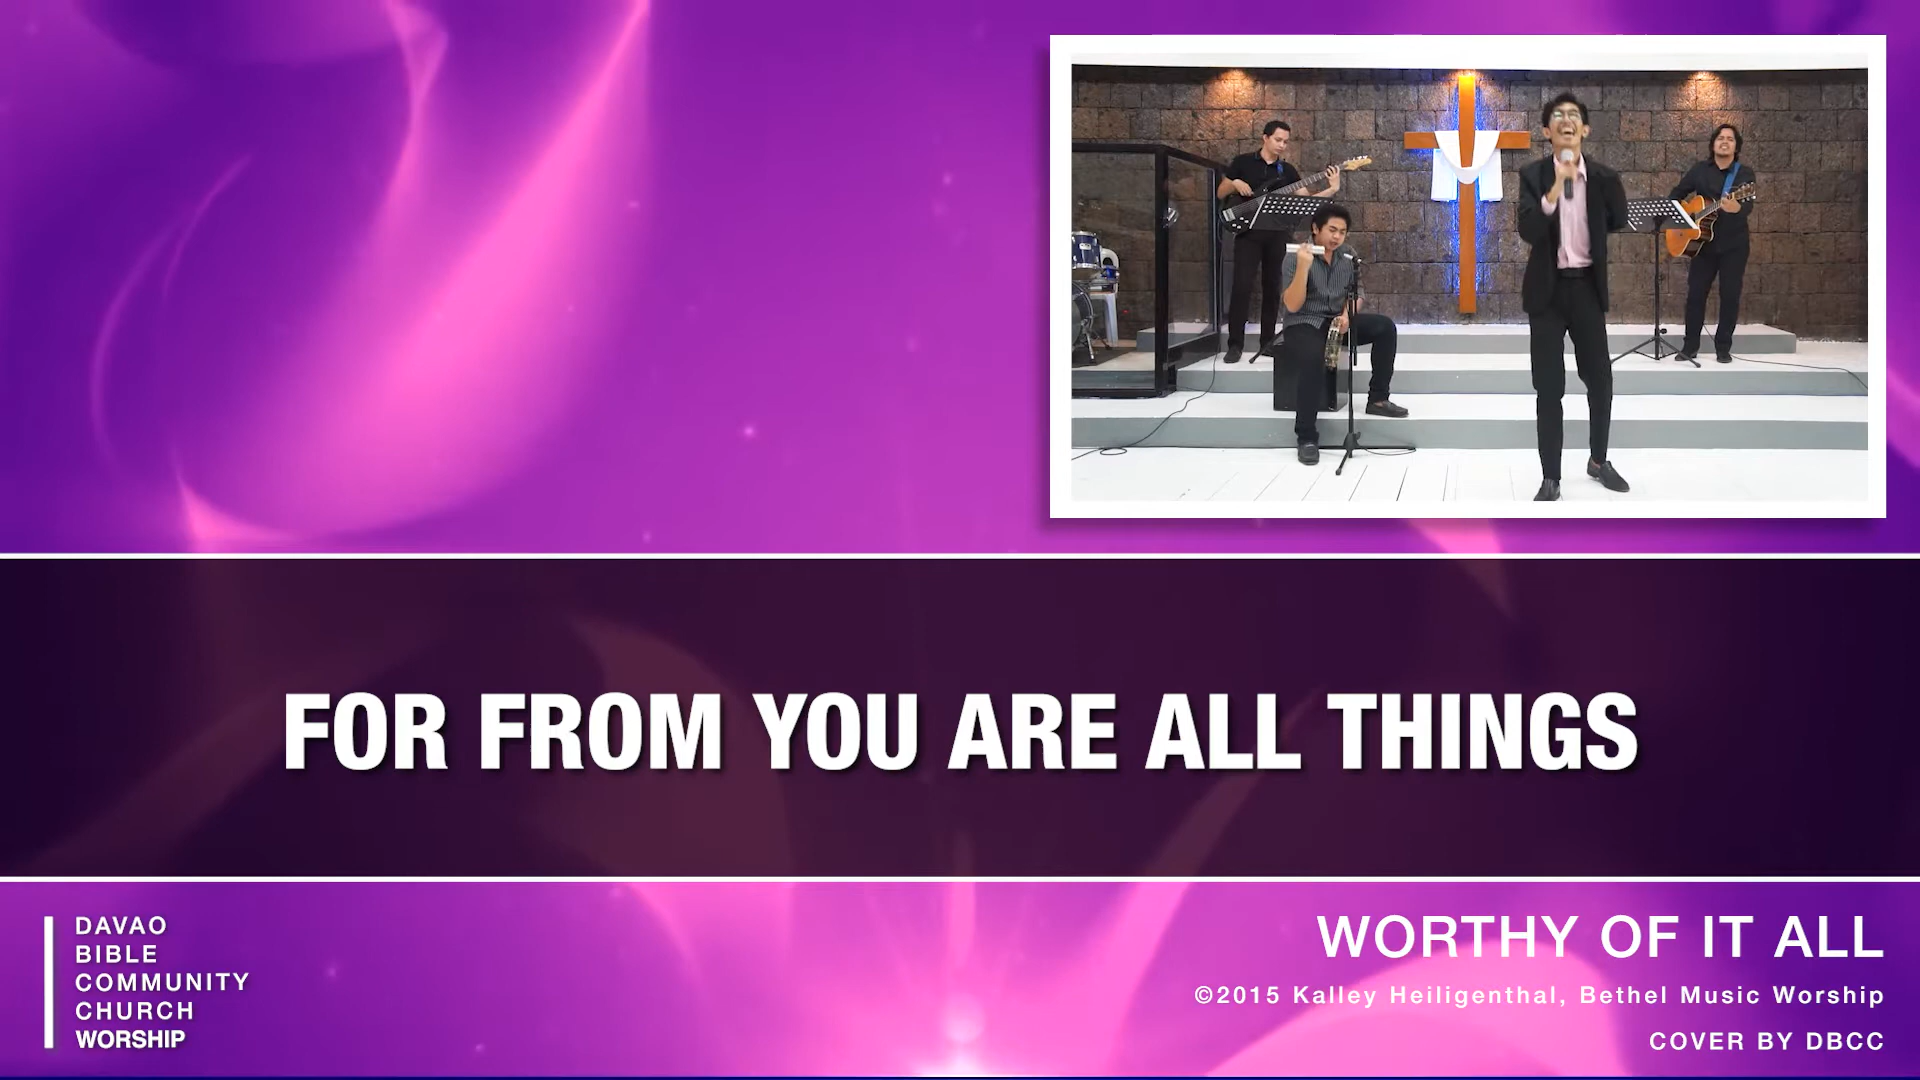 FOR FROM YOU ARE ALL THINGS
DAVAO
BIBLE
COMMUNITY
CHURCH
WORSHIP
WORTHY OF IT ALL
©2015 Kalley Heiligenthal, Bethel Music Worship
COVER BY DBCC